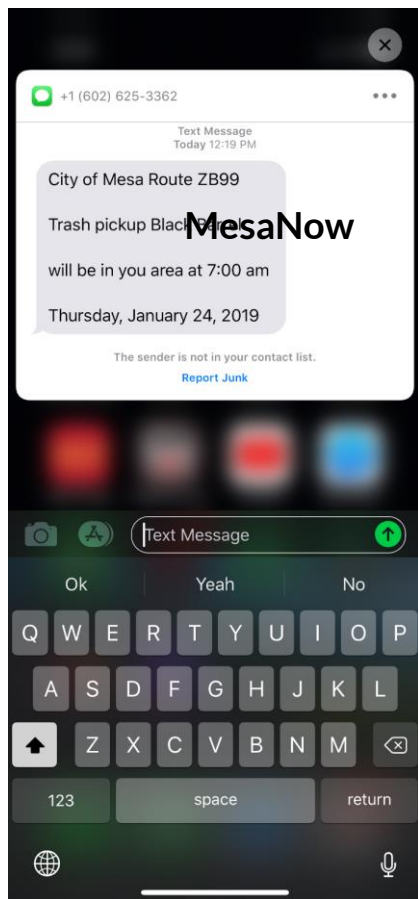 +1 (602) 625-3362
Text Message
Today 12:19 PM
City of Mesa Route ZB99
Trash pickup Black Barrel
MesaNow
will be in you area at 7:00 am
Thursday, January 24, 2019
The sender is not in your contact list.
Report Junk
Text Message
Ok Yeah No
Q W E R T Y U I O P
A S D F G H J K L
Z X C V B N M
123 space return